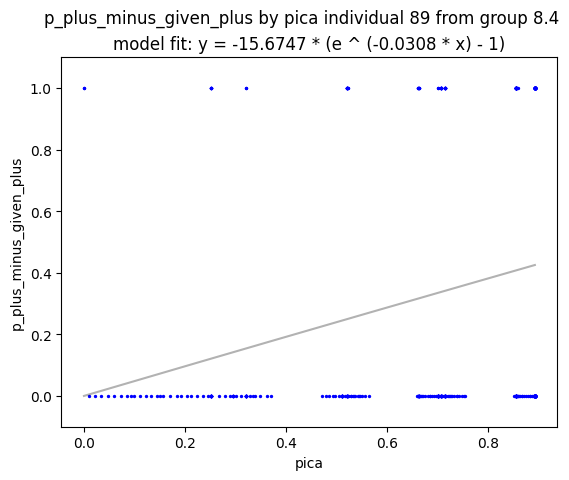 p_plus_minus_given_plus by pica individual 89 from group 8.4
model fit: y = -15.6747 * (e ^ (-0.0308 * x) - 1)
1.0
0.8
0.6
0.4
0.2
0.0
p_plus_minus_given_plus
0.0 0.2 0.4 0.6 0.8
pica